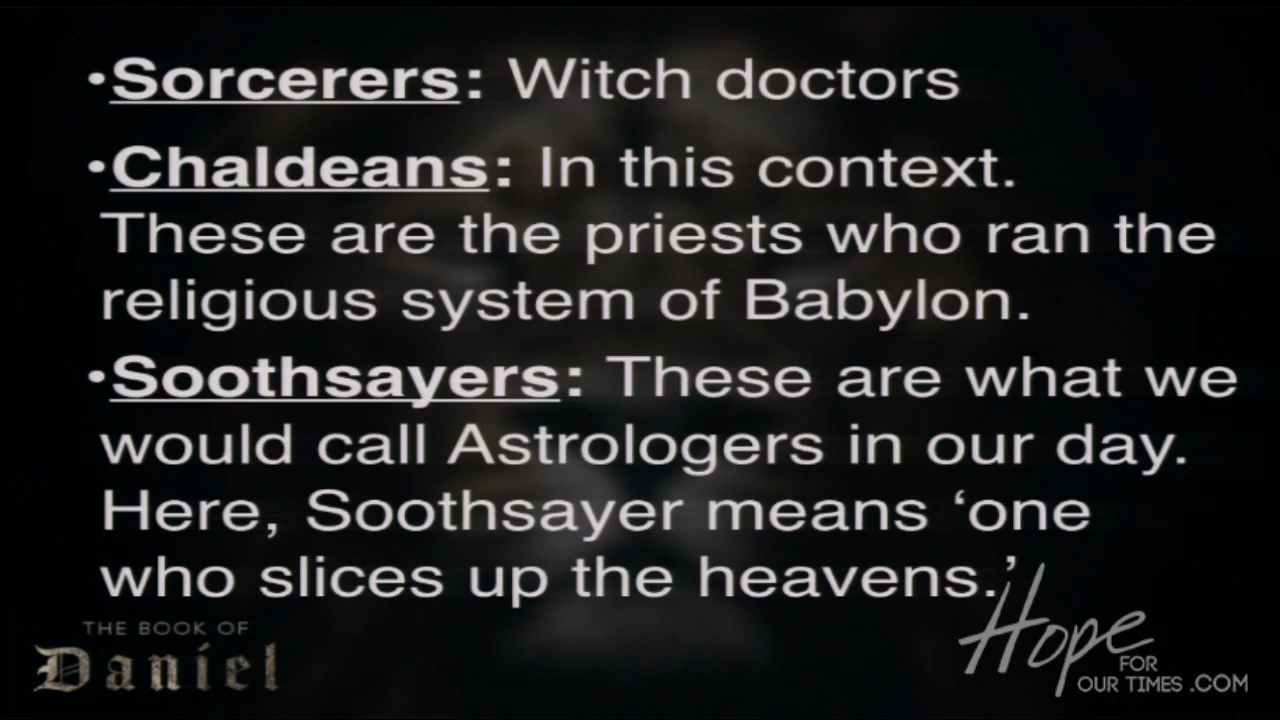 •Sorcerers: Witch doctors
•Chaldeans: In this context.
These are the priests who ran the
religious system of Babylon.
•Soothsayers: These are what we
would call Astrologers in our day.
Here, Soothsayer means ‘one
who slices up the heavens.’
THE BOOK OF
Daniel
Hope
FOR
OUR TIMES .COM